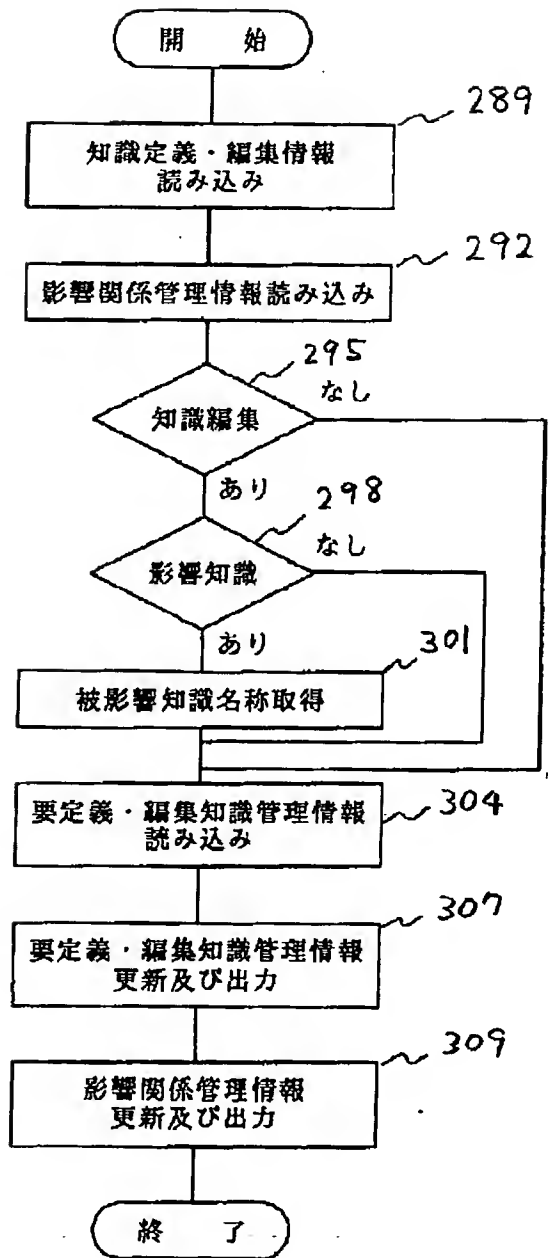 開 始
289
知識定義・編集情報
読み込み
292
影響関係管理情報読み込み
295
なし
知識編集
あり
298
なし
影響知識
あり
301
被影響知識名称取得
要定義・編集知識管理情報
読み込み
304
307
要定義・編集知識管理情報
更新及び出力
309
影響関係管理情報
更新及び出力
終 了